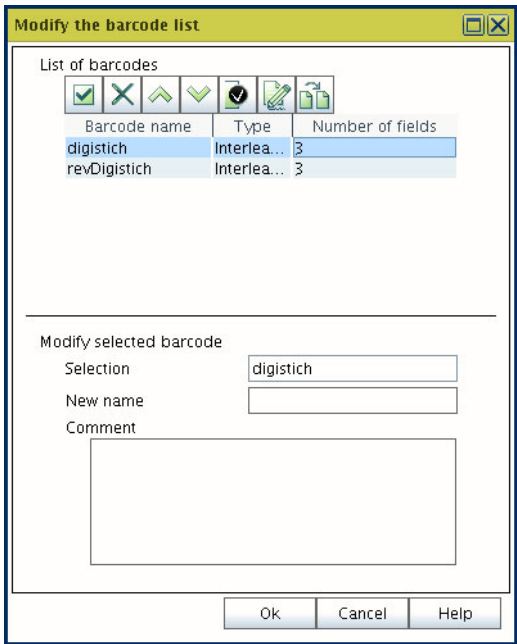 Modify the barcode list
List of barcodes
Barcode name Type Number of fields
digistich Interlea... 3
revDigistich Interlea... 3
Modify selected barcode
Selection digistich
New name
Comment
Ok Cancel Help